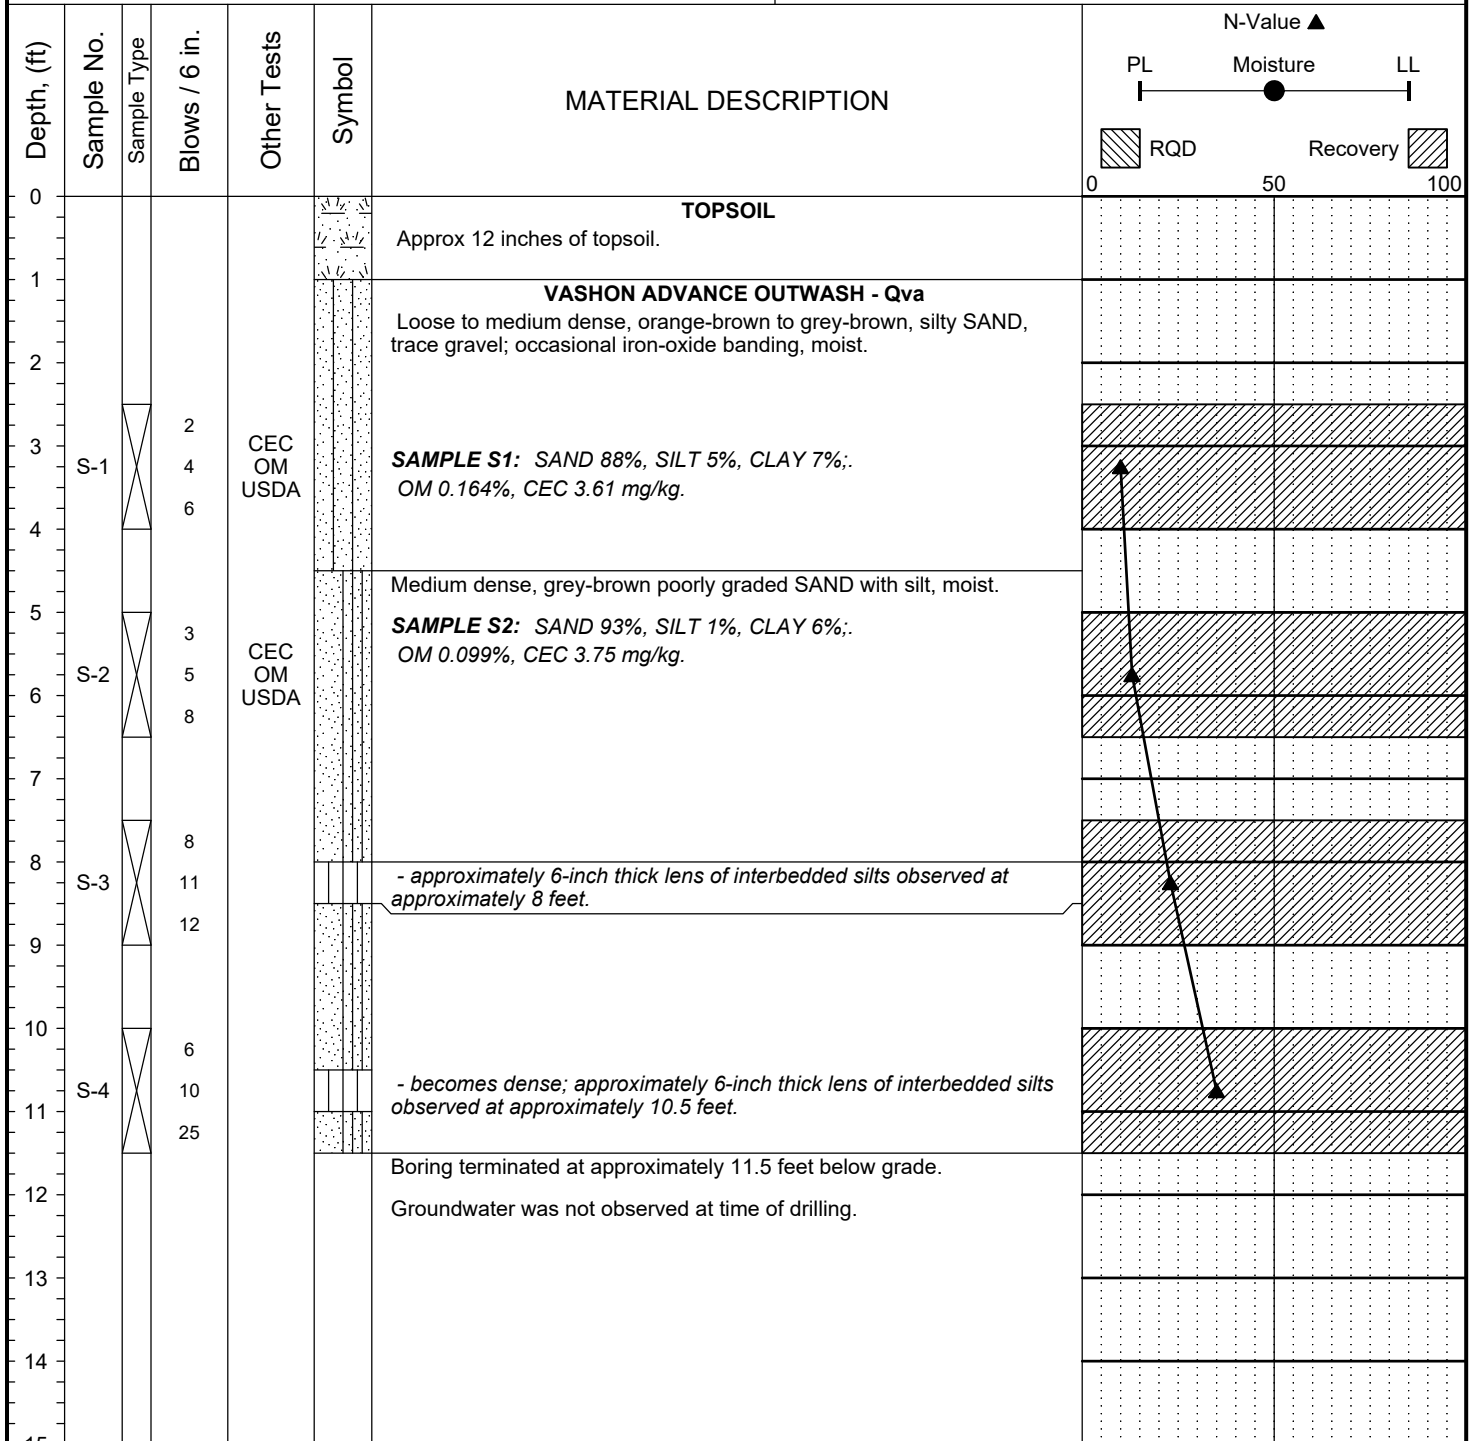 Depth, (ft)
Sample No.
Sample Type
Blows / 6 in.
Other Tests
Symbol
MATERIAL DESCRIPTION
N-Value ▲
PL Moisture LL
RQD Recovery
0 50 100
0
TOPSOIL
Approx 12 inches of topsoil.
1
VASHON ADVANCE OUTWASH - Qva
Loose to medium dense, orange-brown to grey-brown, silty SAND,
trace gravel; occasional iron-oxide banding, moist.
2
2
3
CEC
S-1 4 OM SAMPLE S1: SAND 88%, SILT 5%, CLAY 7%;.
USDA OM 0.164%, CEC 3.61 mg/kg.
6
4
Medium dense, grey-brown poorly graded SAND with silt, moist.
5
SAMPLE S2: SAND 93%, SILT 1%, CLAY 6%;.
3
CEC OM 0.099%, CEC 3.75 mg/kg.
S-2 5 OM
6 USDA
8
7
8
8
- approximately 6-inch thick lens of interbedded silts observed at
S-3 11
approximately 8 feet.
12
9
10
6
S-4 10 - becomes dense; approximately 6-inch thick lens of interbedded silts
observed at approximately 10.5 feet.
11
25
Boring terminated at approximately 11.5 feet below grade.
12
Groundwater was not observed at time of drilling.
13
14
15